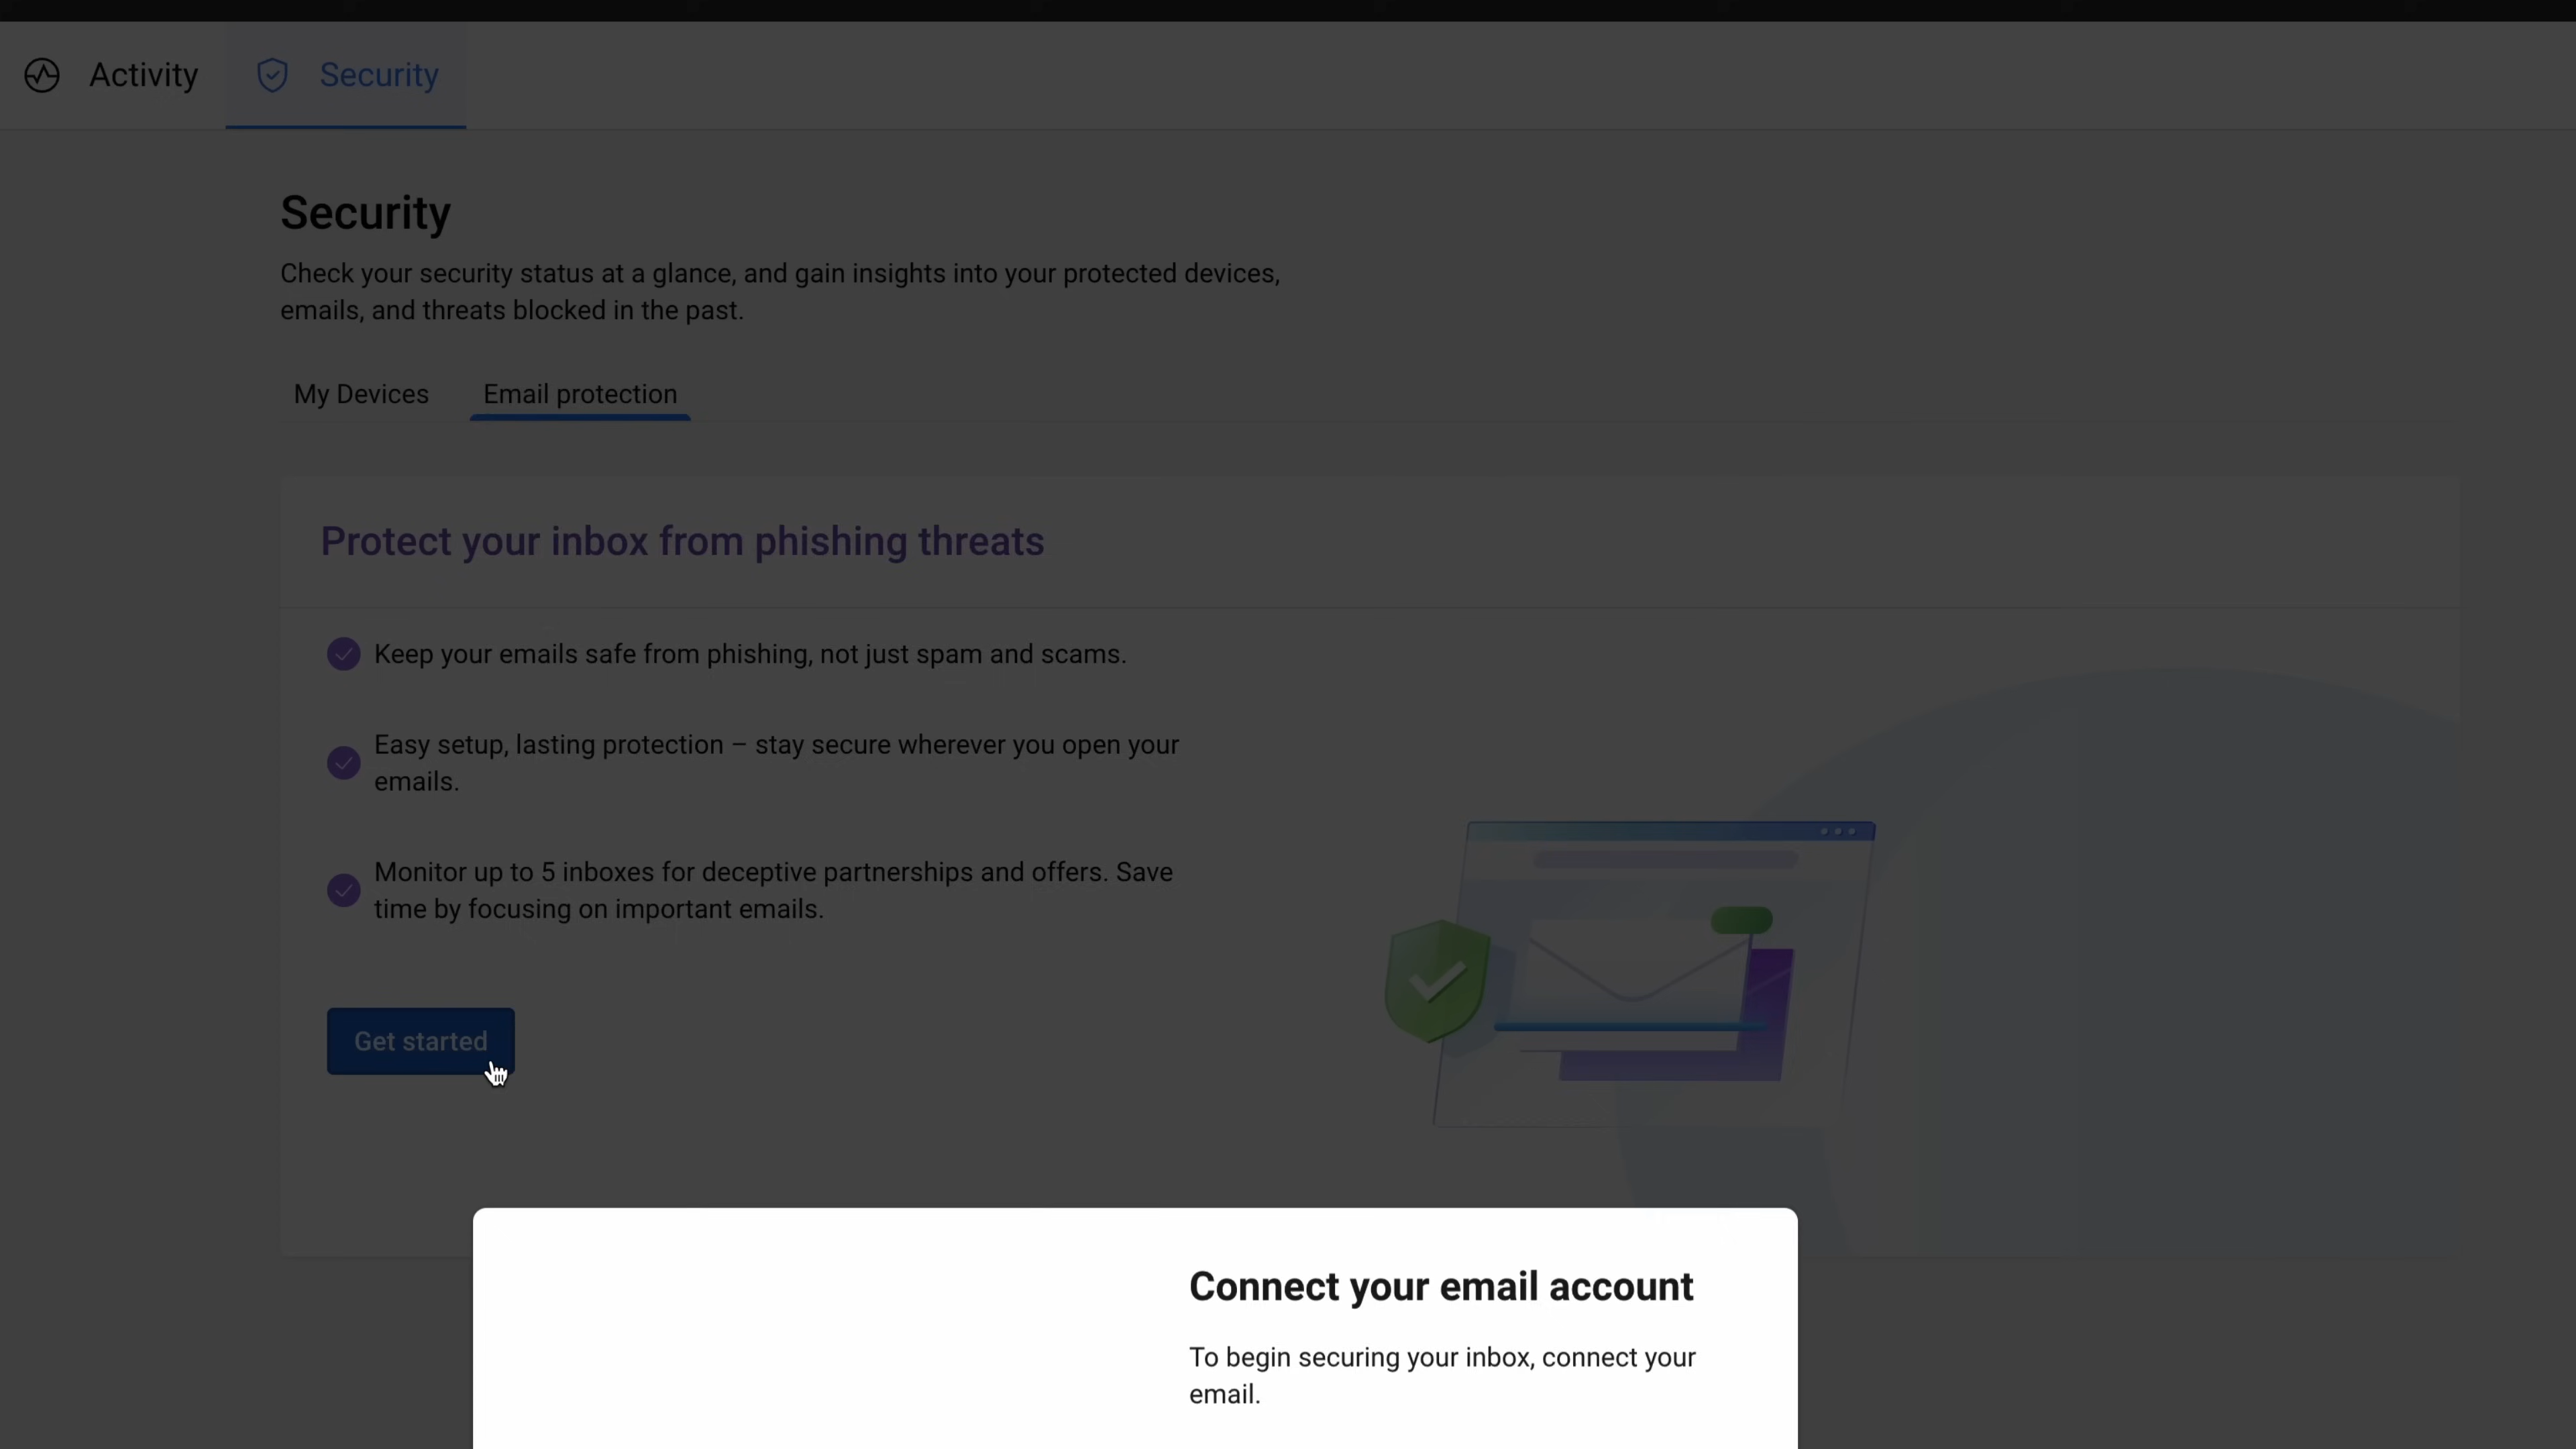 Activity
Security
Security
Check your security status at a glance, and gain insights into your protected devices,
emails, and threats blocked in the past.
My Devices
Email protection
Protect your inbox from phishing threats
Keep your emails safe from phishing, not just spam and scams.
Easy setup, lasting protection – stay secure wherever you open your
emails.
Monitor up to 5 inboxes for deceptive partnerships and offers. Save
time by focusing on important emails.
Get started
Connect your email account
To begin securing your inbox, connect your
email.